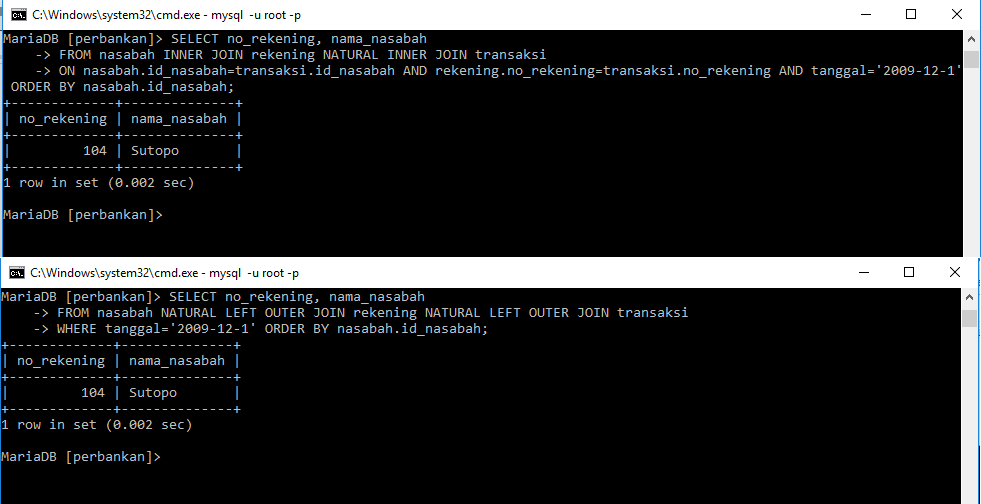 C:\Windows\system32\cmd.exe - mysql  -u root -p
MariaDB [perbankan]> SELECT no_rekening, nama_nasabah
    -> FROM nasabah INNER JOIN rekening NATURAL INNER JOIN transaksi
    -> ON nasabah.id_nasabah=transaksi.id_nasabah AND rekening.no_rekening=transaksi.no_rekening AND tanggal='2009-12-1'
 ORDER BY nasabah.id_nasabah;
+-------------+--------------+
| no_rekening | nama_nasabah |
+-------------+--------------+
|         104 | Sutopo       |
+-------------+--------------+
1 row in set (0.002 sec)
MariaDB [perbankan]>
C:\Windows\system32\cmd.exe - mysql  -u root -p
MariaDB [perbankan]> SELECT no_rekening, nama_nasabah
    -> FROM nasabah NATURAL LEFT OUTER JOIN rekening NATURAL LEFT OUTER JOIN transaksi
    -> WHERE tanggal='2009-12-1' ORDER BY nasabah.id_nasabah;
+-------------+--------------+
| no_rekening | nama_nasabah |
+-------------+--------------+
|         104 | Sutopo       |
+-------------+--------------+
1 row in set (0.002 sec)
MariaDB [perbankan]>